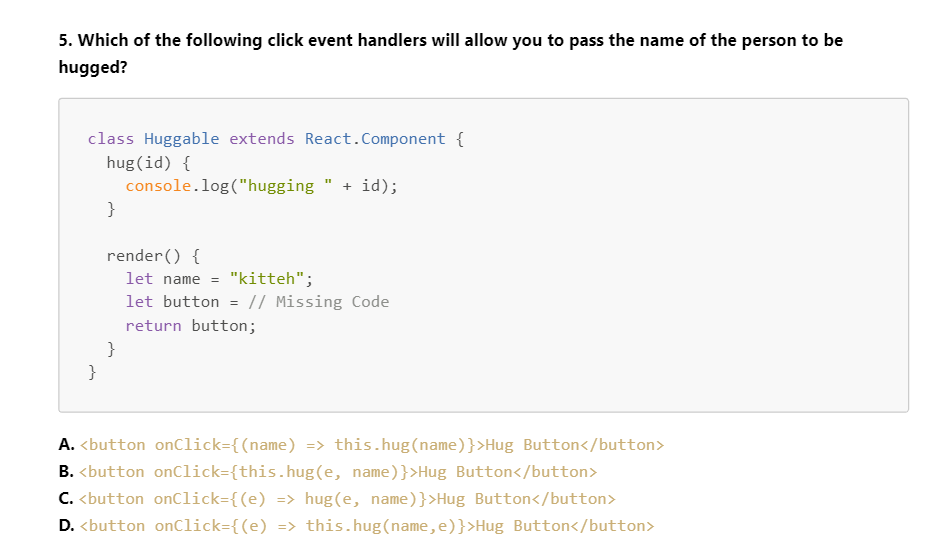 5. Which of the following click event handlers will allow you to pass the name of the person to be
hugged?
class Huggable extends React.Component {
  hug(id) {
    console.log("hugging " + id);
  }

  render() {
    let name = "kitteh";
    let button = // Missing Code
    return button;
  }
}
A. <button onClick={(name) => this.hug(name)}>Hug Button</button>
B. <button onClick={this.hug(e, name)}>Hug Button</button>
C. <button onClick={(e) => hug(e, name)}>Hug Button</button>
D. <button onClick={(e) => this.hug(name,e)}>Hug Button</button>